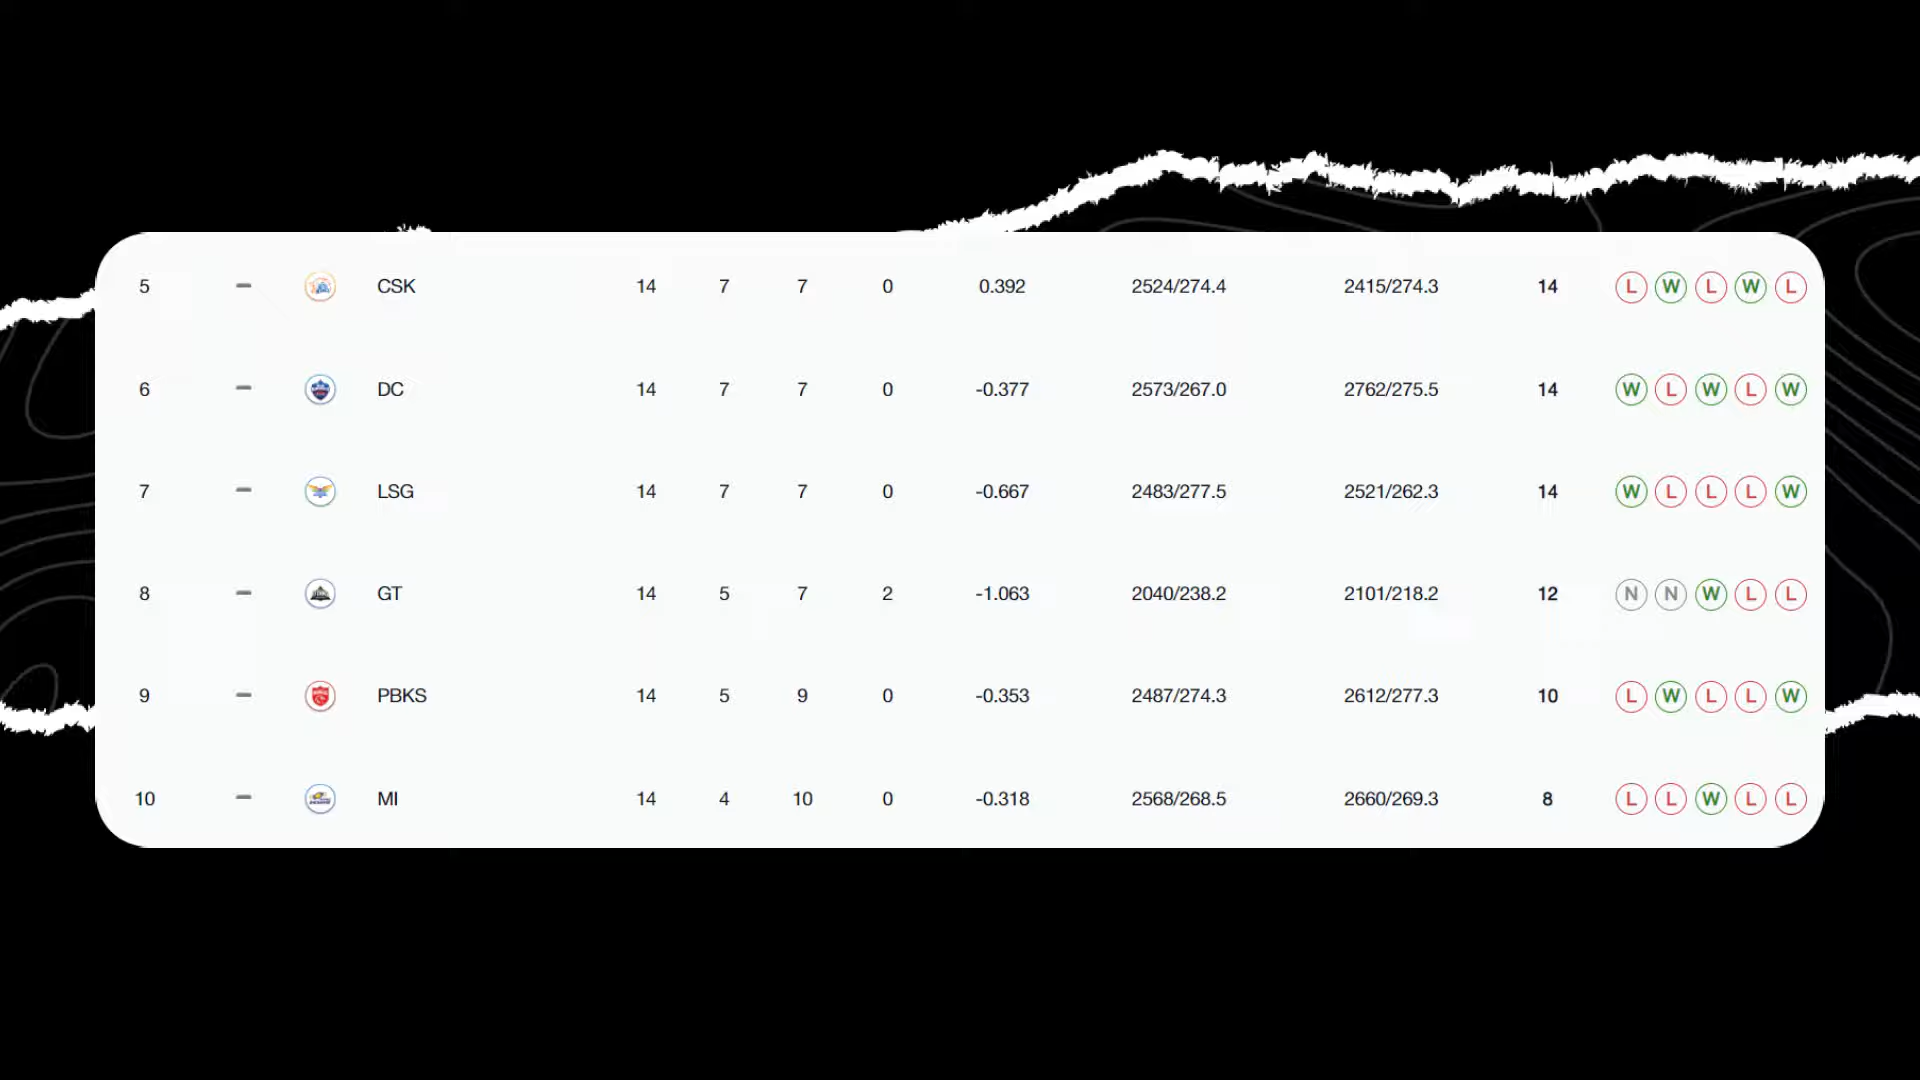 5 CSK 14 7 7 0 0.392 2524/274.4 2415/274.3 14 L W L W L
6 DC 14 7 7 0 -0.377 2573/267.0 2762/275.5 14 W L W L W
7 LSG 14 7 7 0 -0.667 2483/277.5 2521/262.3 14 W L L L W
8 GT 14 5 7 2 -1.063 2040/238.2 2101/218.2 12 N N W L L
9 PBKS 14 5 9 0 -0.353 2487/274.3 2612/277.3 10 L W L L W
10 MI 14 4 10 0 -0.318 2568/268.5 2660/269.3 8 L L W L L